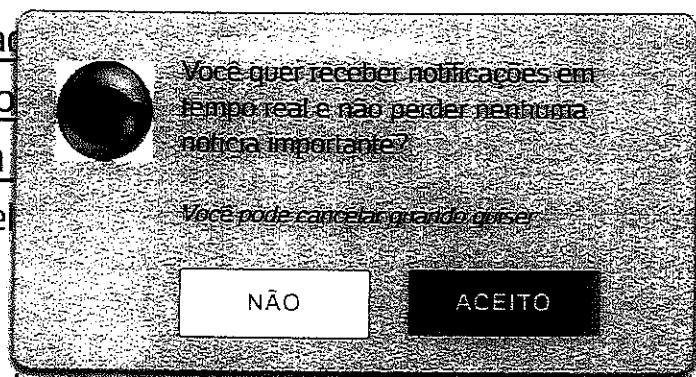 Você quer receber notificações em
tempo real e não perder nenhuma
notícia importante?
Você pode cancelar quando quiser
NÃO
ACEITO